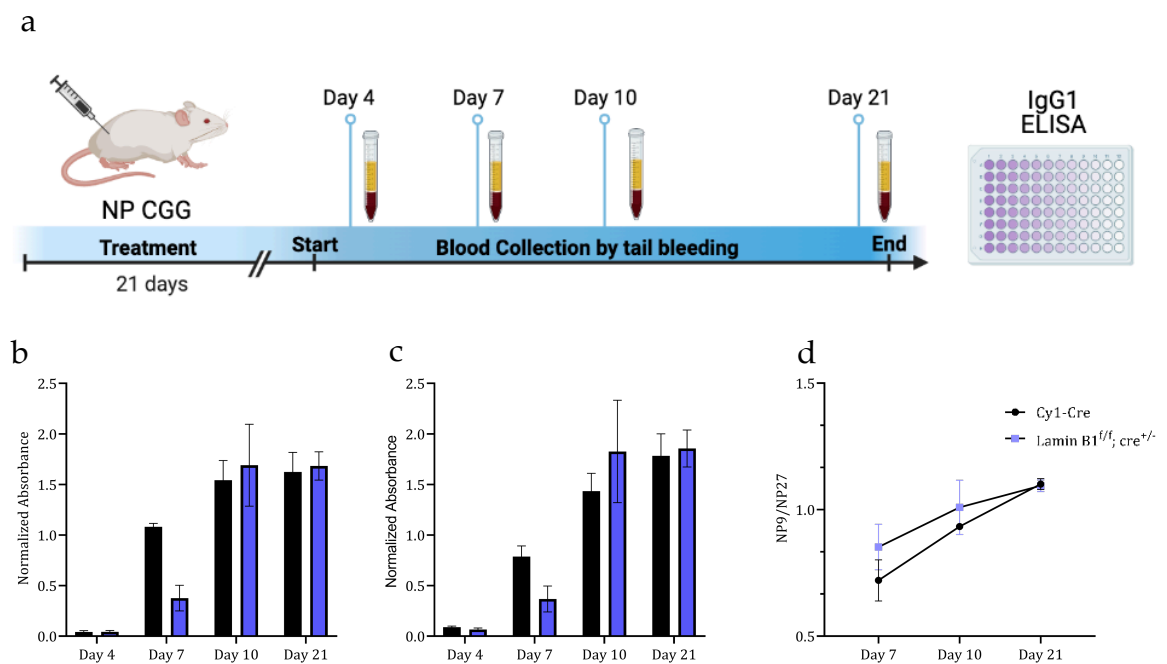 a
Day 4
Day 7
Day 10
Day 21
IgG1
ELISA
NP CGG
Treatment
Start
Blood Collection by tail bleeding
End
21 days
b
Normalized Absorbance
2.5
2.0
1.5
1.0
0.5
0.0
Day 4
Day 7
Day 10
Day 21
c
Normalized Absorbance
2.5
2.0
1.5
1.0
0.5
0.0
Day 4
Day 7
Day 10
Day 21
d
NP9/NP27
1.5
1.0
0.5
Cy1-Cre
Lamin B1f/f; cre+/-
Day 7
Day 10
Day 21